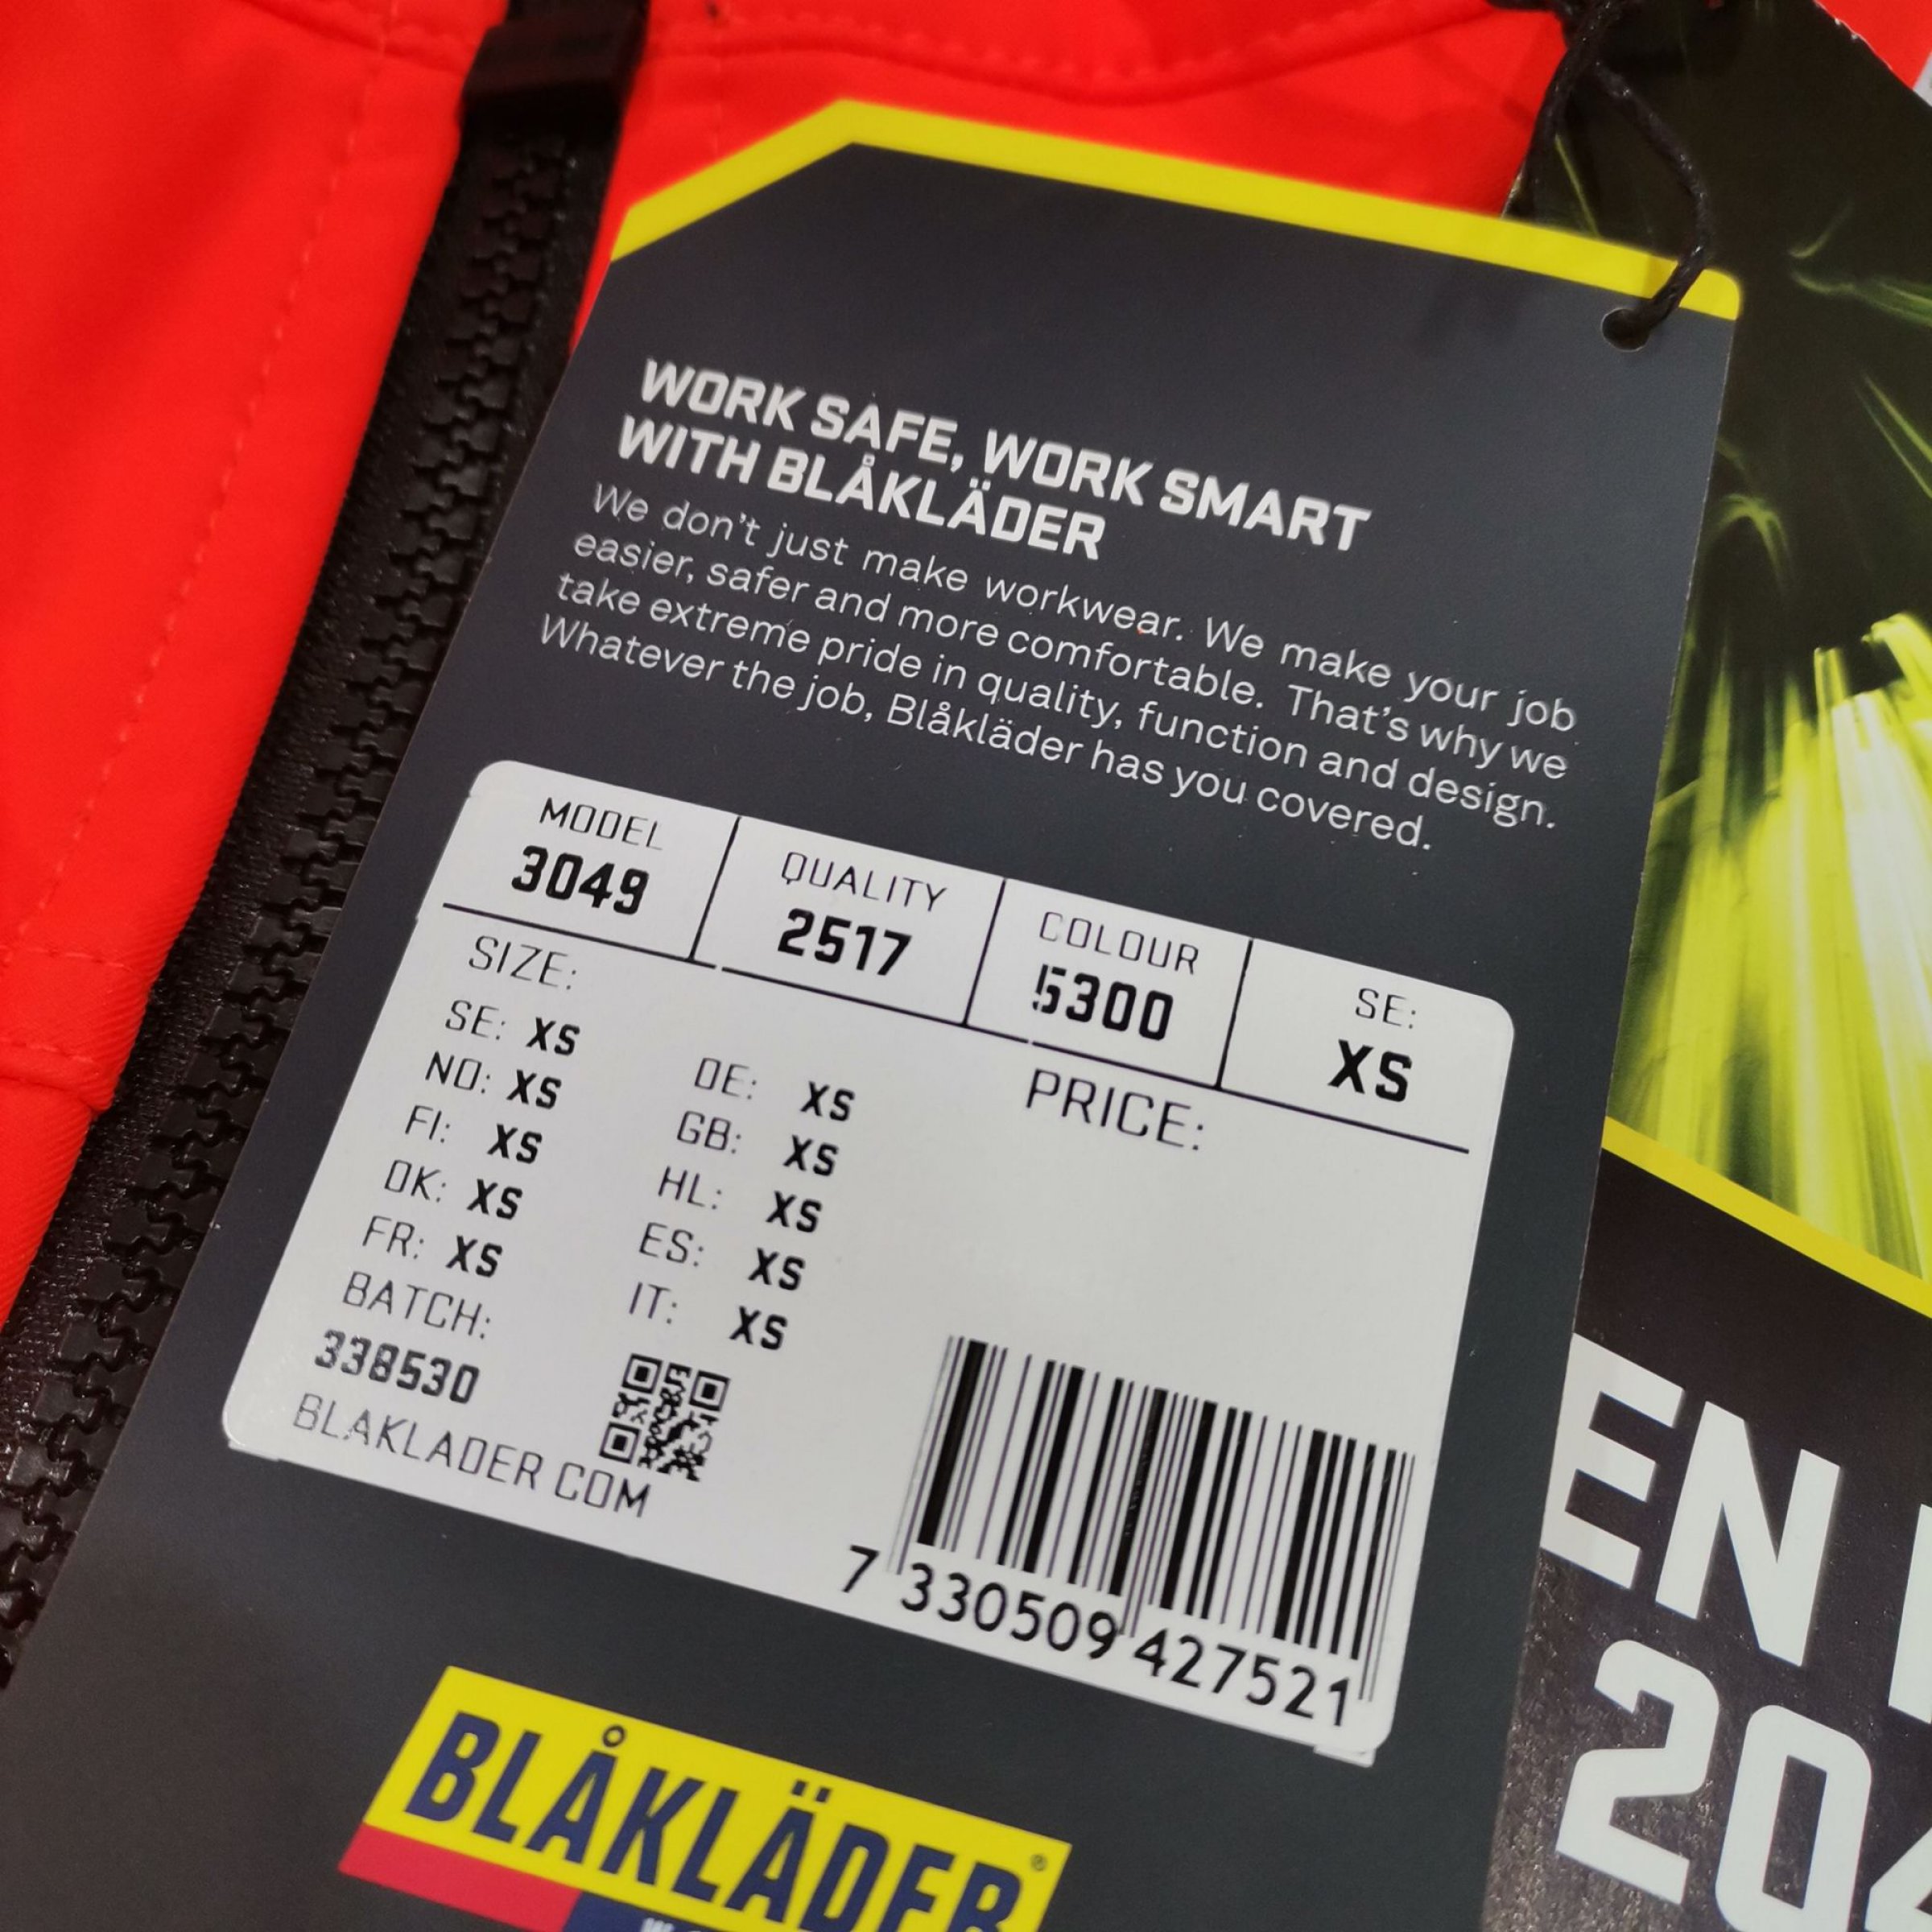 WORK SAFE, WORK SMART
WITH BLÅKLÄDER
We don't just make workwear. We make your job
easier, safer and more comfortable. That's why we
take extreme pride in quality, function and design.
Whatever the job, Blåkläder has you covered.
MODEL QUALITY COLOUR SE:
3049 2517 5300 XS
SIZE:
PRICE:
SE: XS DE: XS
NO: XS GB: XS
FI: XS HL: XS
DK: XS ES: XS
FR: XS IT: XS
BATCH:
338530
BLAKLADER COM
7 330509 427521
BLÅKLÄDER®
EN
20